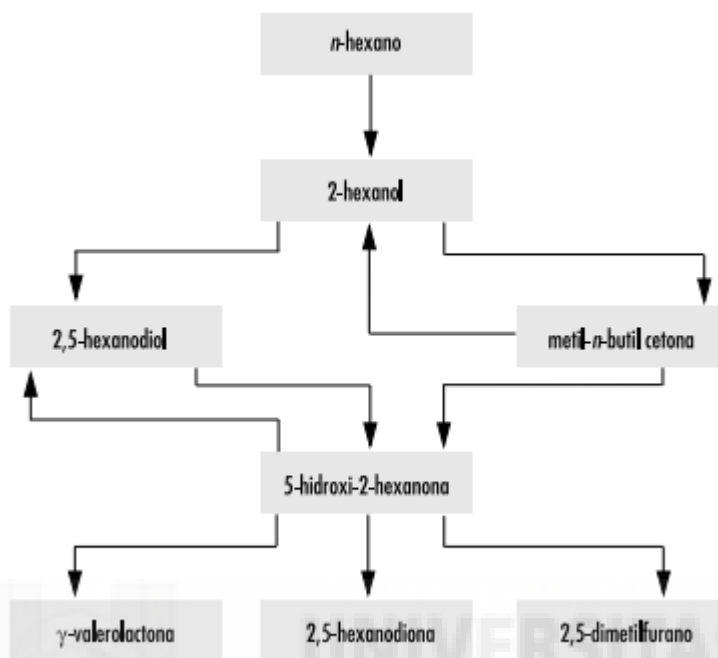 n-hexano
2-hexanol
2,5-hexanodiol
metil-n-butil cetona
5-hidroxi-2-hexanona
γ-valerolactona
2,5-hexanodiona
2,5-dimetilfurano
UNIVERSITA